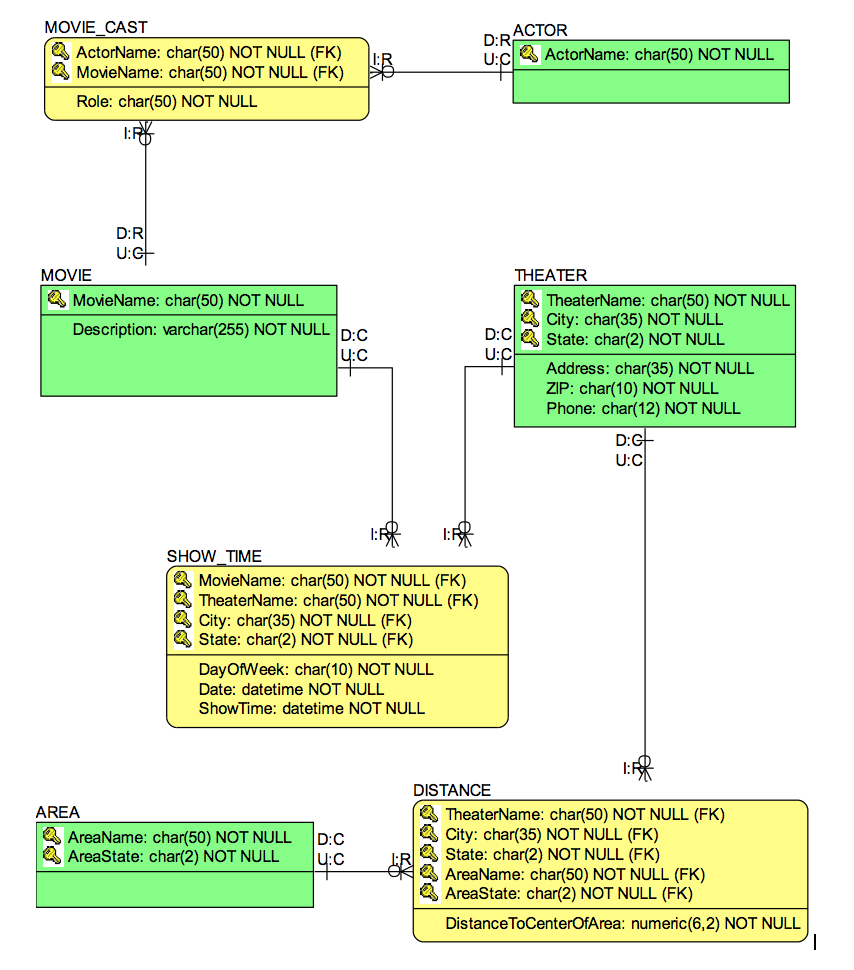 MOVIE_CAST
ActorName: char(50) NOT NULL (FK)
MovieName: char(50) NOT NULL (FK)
Role: char(50) NOT NULL
I:R
D:R
U:C
ACTOR
ActorName: char(50) NOT NULL
I:R
D:R
U:C
MOVIE
MovieName: char(50) NOT NULL
Description: varchar(255) NOT NULL
D:C
U:C
THEATER
TheaterName: char(50) NOT NULL
City: char(35) NOT NULL
State: char(2) NOT NULL
Address: char(35) NOT NULL
ZIP: char(10) NOT NULL
Phone: char(12) NOT NULL
D:C
U:C
D:C
U:C
I:R
I:R
SHOW_TIME
MovieName: char(50) NOT NULL (FK)
TheaterName: char(50) NOT NULL (FK)
City: char(35) NOT NULL (FK)
State: char(2) NOT NULL (FK)
DayOfWeek: char(10) NOT NULL
Date: datetime NOT NULL
ShowTime: datetime NOT NULL
I:R
AREA
AreaName: char(50) NOT NULL
AreaState: char(2) NOT NULL
D:C
U:C
I:R
DISTANCE
TheaterName: char(50) NOT NULL (FK)
City: char(35) NOT NULL (FK)
State: char(2) NOT NULL (FK)
AreaName: char(50) NOT NULL (FK)
AreaState: char(2) NOT NULL (FK)
DistanceToCenterOfArea: numeric(6,2) NOT NULL